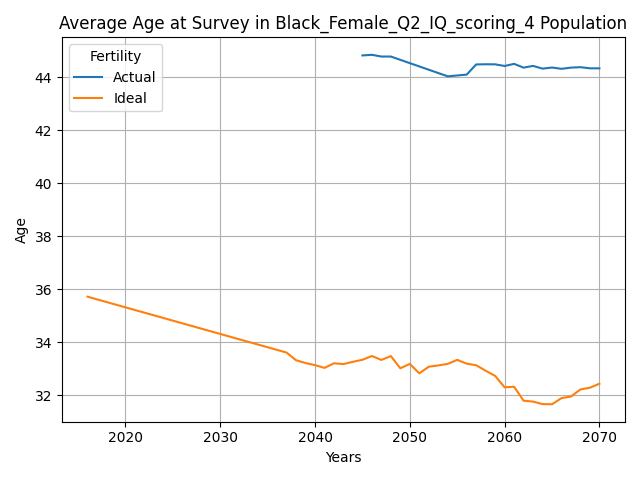 Average Age at Survey in Black_Female_Q2_IQ_scoring_4 Population
Fertility
Actual
Ideal
44
42
40
38
36
34
32
Age
2020
2030
2040
2050
2060
2070
Years